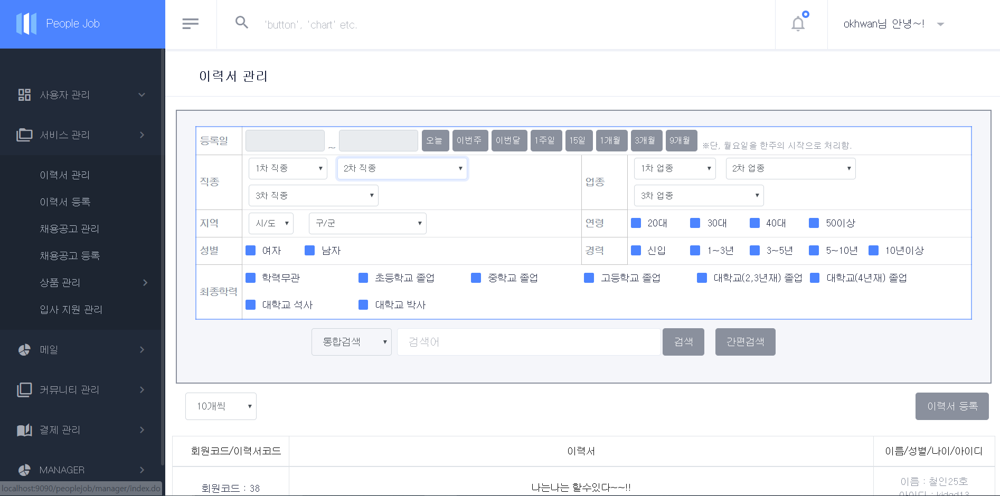 People Job
'button', 'chart' etc.
okhwan님 안녕~!
사용자 관리
서비스 관리
이력서 관리
이력서 등록
채용공고 관리
채용공고 등록
상품 관리
입사 지원 관리
메일
커뮤니티 관리
결제 관리
MANAGER
localhost:9090/peoplejob/manager/index.do
이력서 관리
등록일 ~ 오늘 이번주 이번달 1주일 15일 1개월 3개월 9개월 ※단, 월요일을 한주의 시작으로 처리함.
직종 1차 직종 2차 직종 업종 1차 업종 2차 업종
3차 직종 3차 업종
지역 시/도 구/군 연령 20대 30대 40대 50이상
성별 여자 남자 경력 신입 1~3년 3~5년 5~10년 10년이상
최종학력 학력무관 초등학교 졸업 중학교 졸업 고등학교 졸업 대학교(2,3년재) 졸업 대학교(4년재) 졸업
대학교 석사 대학교 박사
통합검색 검색어 검색 간편검색
10개씩 이력서 등록
회원코드/이력서코드 이력서 이름/성별/나이/아이디
회원코드 : 38 나는나는 할수있다~~!! 이름 : 철인25호
아이디 :